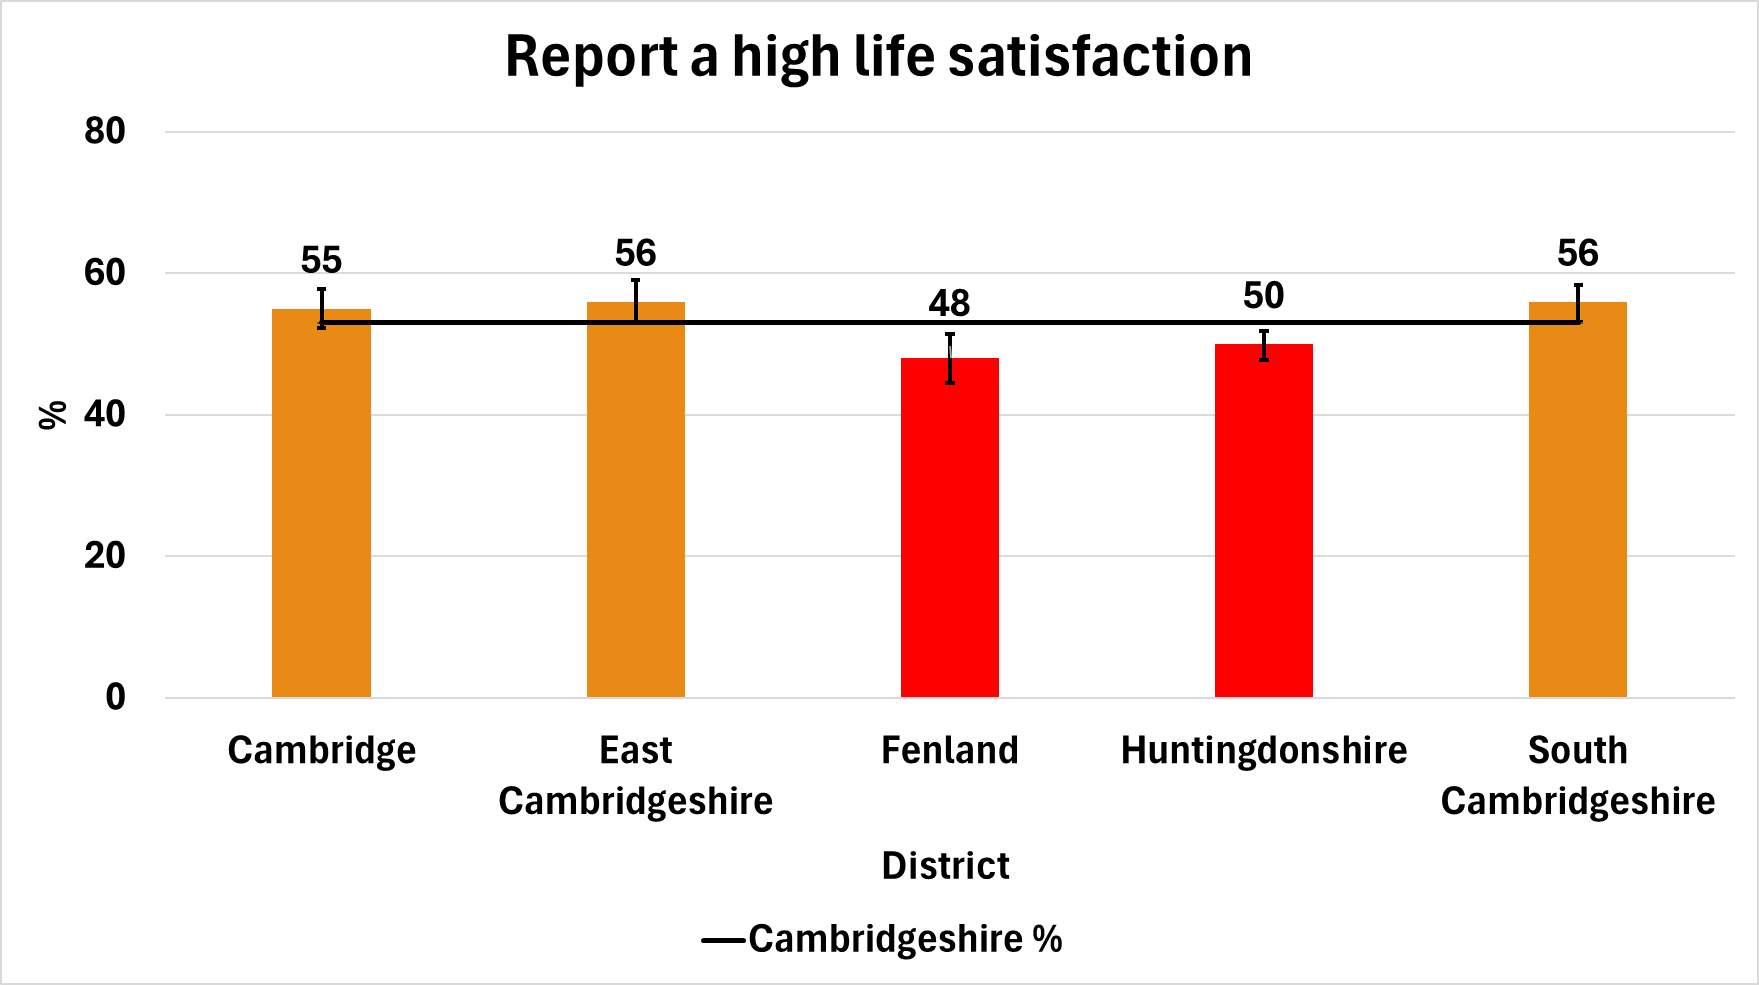 Report a high life satisfaction
80
60
40
20
0
%
55
56
48
50
56
Cambridge
East
Cambridgeshire
Fenland
Huntingdonshire
South
Cambridgeshire
District
Cambridgeshire %